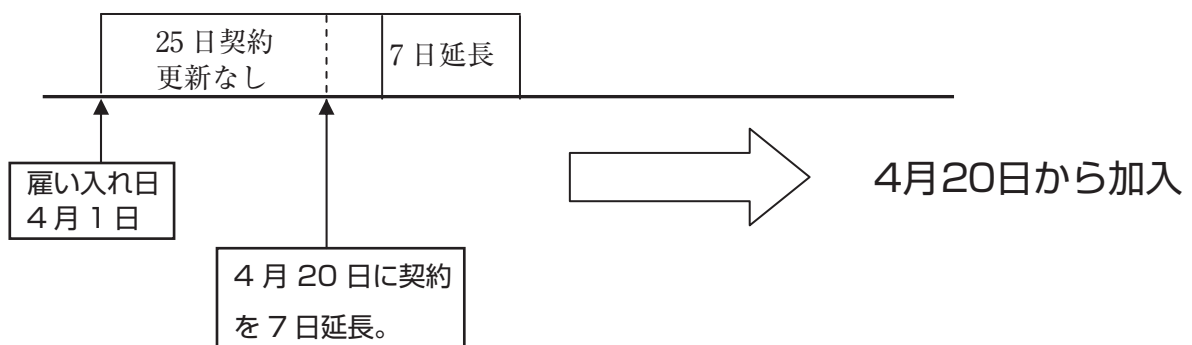 25 日契約
更新なし
7 日延長
雇い入れ日
4月1日
4月20日に契約
を7日延長。
4月20日から加入